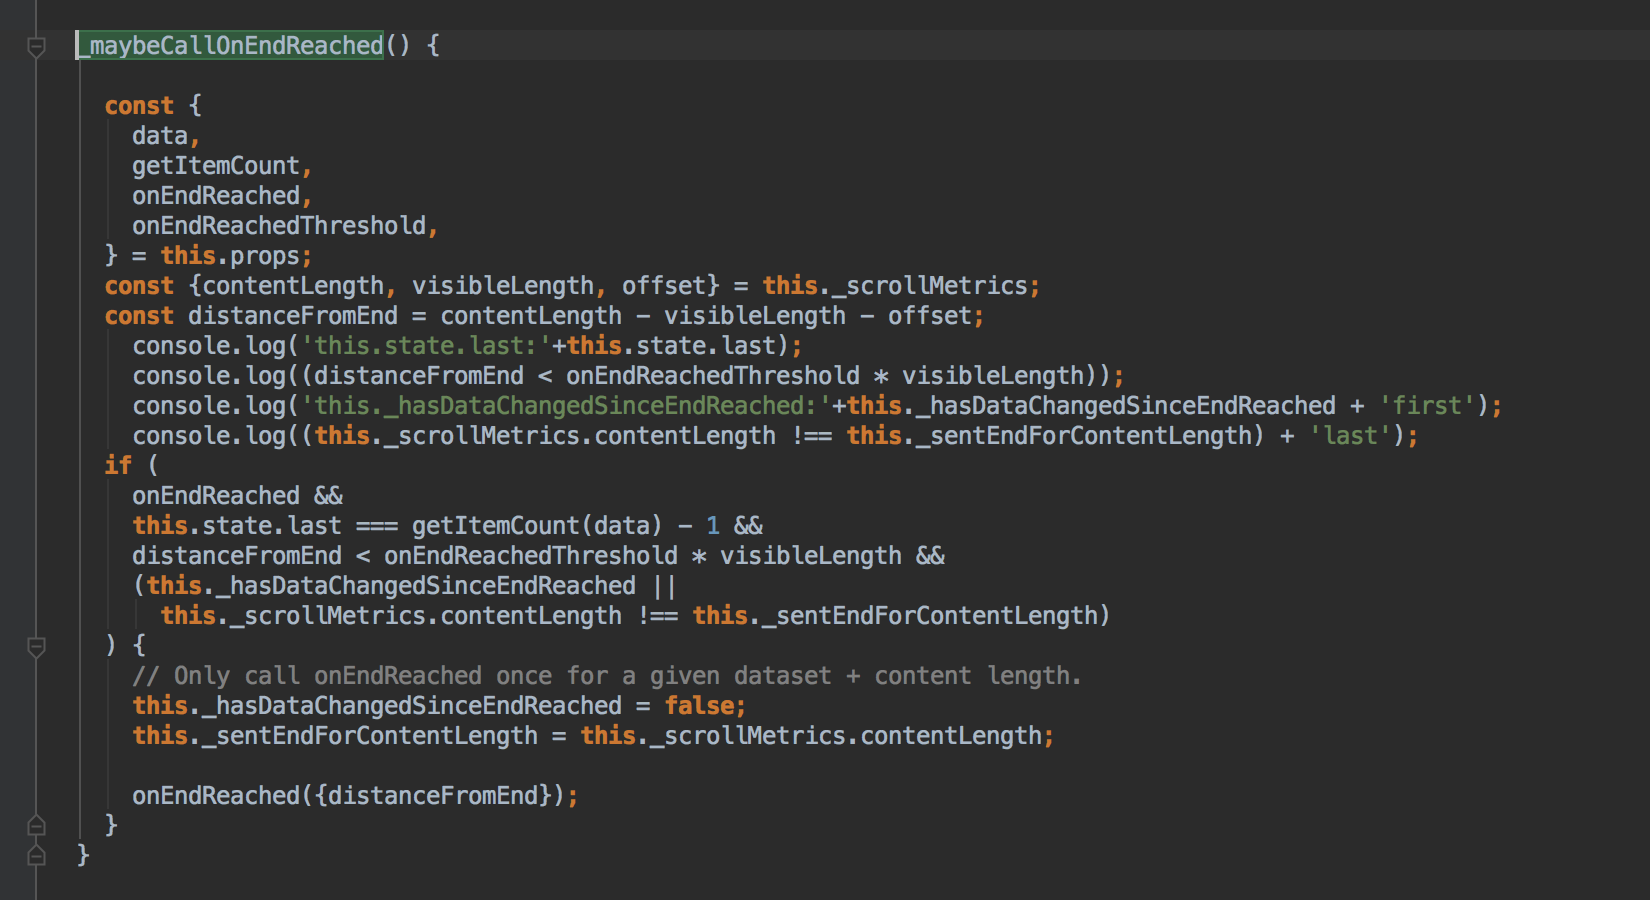 _maybeCallOnEndReached() {
const {
data,
getItemCount,
onEndReached,
onEndReachedThreshold,
} = this.props;
const {contentLength, visibleLength, offset} = this._scrollMetrics;
const distanceFromEnd = contentLength - visibleLength - offset;
console.log('this.state.last:'+this.state.last);
console.log((distanceFromEnd < onEndReachedThreshold * visibleLength));
console.log('this._hasDataChangedSinceEndReached:'+this._hasDataChangedSinceEndReached + 'first');
console.log((this._scrollMetrics.contentLength !== this._sentEndForContentLength) + 'last');
if (
onEndReached &&
this.state.last === getItemCount(data) - 1 &&
distanceFromEnd < onEndReachedThreshold * visibleLength &&
(this._hasDataChangedSinceEndReached ||
this._scrollMetrics.contentLength !== this._sentEndForContentLength)
) {
// Only call onEndReached once for a given dataset + content length.
this._hasDataChangedSinceEndReached = false;
this._sentEndForContentLength = this._scrollMetrics.contentLength;
onEndReached({distanceFromEnd});
}
}